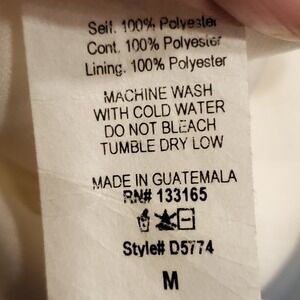 Self. 100% Polyester
Cont. 100% Polyester
Lining. 100% Polyester
MACHINE WASH
WITH COLD WATER
DO NOT BLEACH
TUMBLE DRY LOW
MADE IN GUATEMALA
RN# 133165
Style# D5774
M